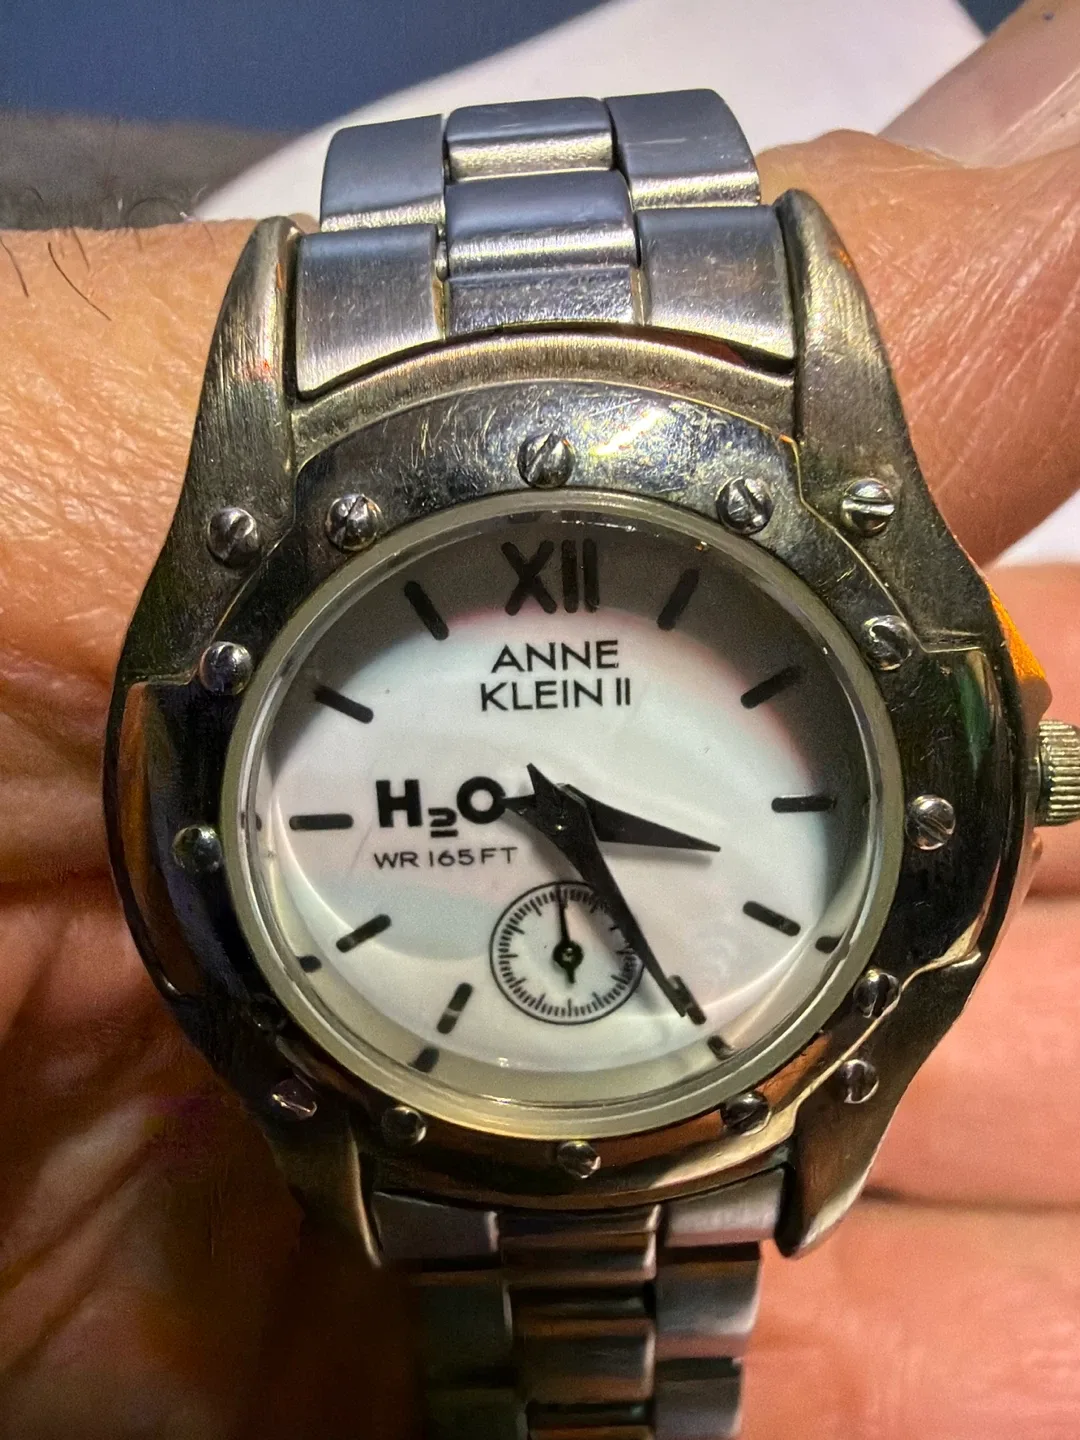 XII
ANNE
KLEIN II
H₂O
WR 165FT